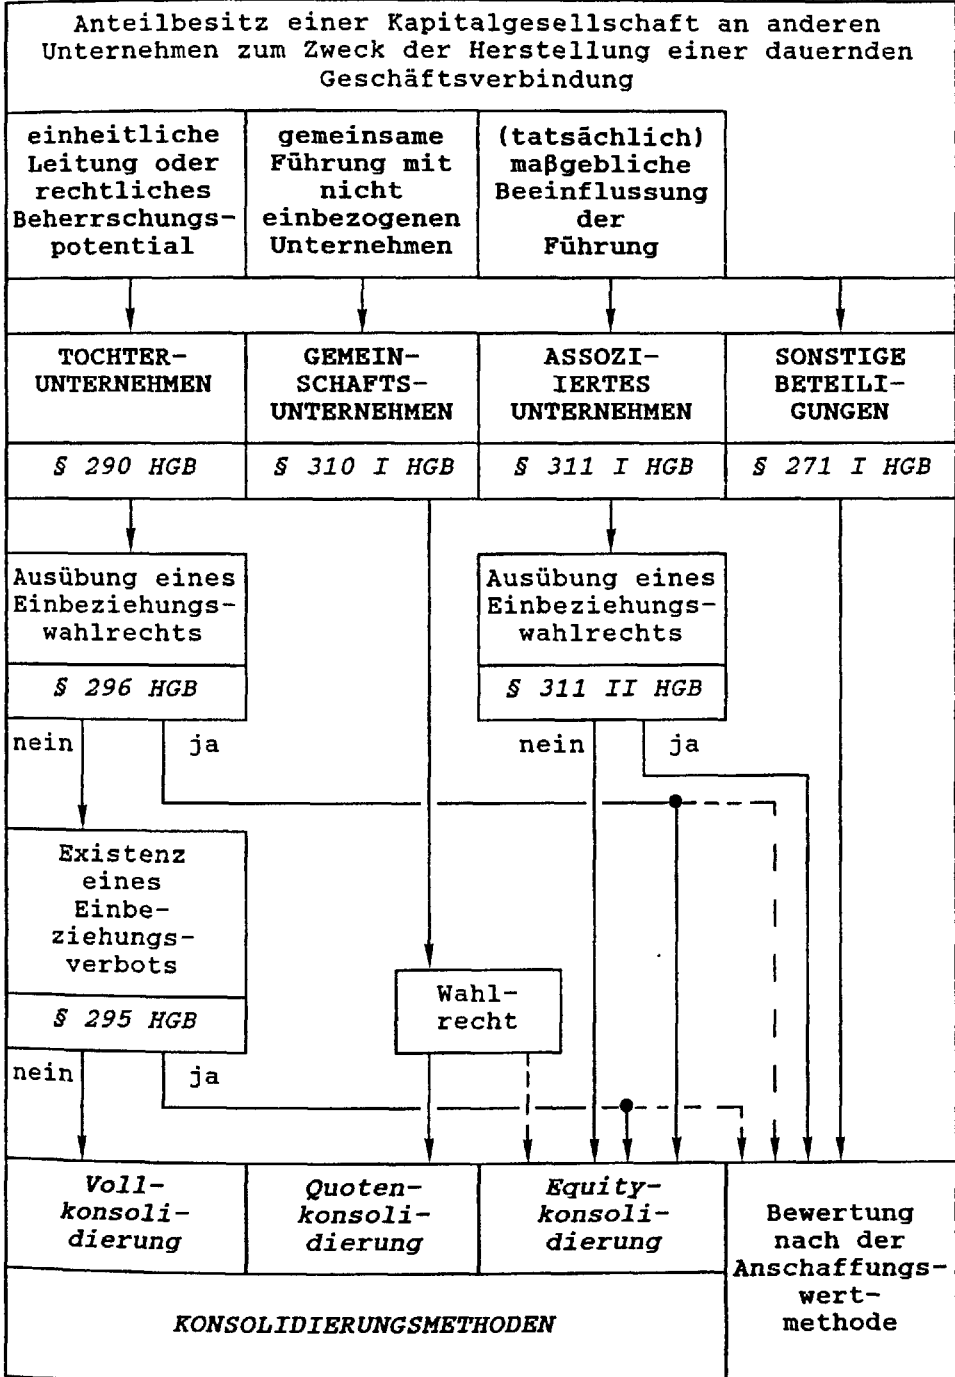 Anteilbesitz einer Kapitalgesellschaft an anderen
Unternehmen zum Zweck der Herstellung einer dauernden
Geschäftsverbindung
einheitliche
Leitung oder
rechtliches
Beherrschungs-
potential
gemeinsame
Führung mit
nicht
einbezogenen
Unternehmen
(tatsächlich)
maβgebliche
Beeinflussung
der
Führung
TOCHTER-
UNTERNEHMEN
GEMEIN-
SCHAFTS-
UNTERNEHMEN
ASSOZI-
IERTES
UNTERNEHMEN
SONSTIGE
BETEILI-
GUNGEN
§ 290 HGB
§ 310 I HGB
§ 311 I HGB
§ 271 I HGB
Ausübung eines
Einbeziehungs-
wahlrechts
§ 296 HGB
Ausübung eines
Einbeziehungs-
wahlrechts
§ 311 II HGB
nein
ja
nein
ja
Existenz
eines
Einbe-
ziehungs-
verbots
§ 295 HGB
Wahl-
recht
nein
ja
Voll-
konsoli-
dierung
Quoten-
konsoli-
dierung
Equity-
konsoli-
dierung
Bewertung
nach der
Anschaffungs-
wert-
methode
KONSOLIDIERUNGSMETHODEN